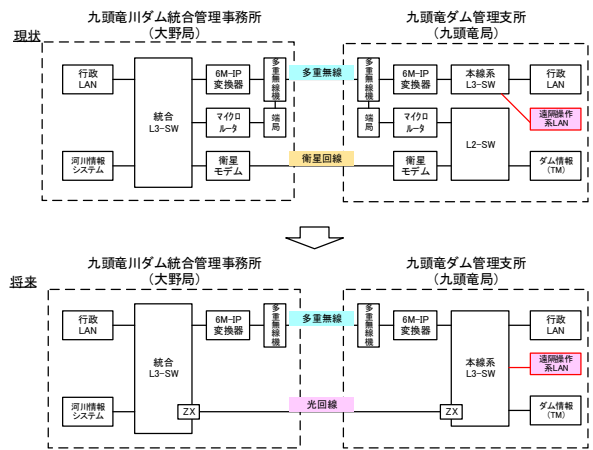 九頭竜川ダム統合管理事務所
(大野局)
九頭竜ダム管理支所
(九頭竜局)
現状
行政
LAN
統合
L3-SW
6M-IP
変換器
多重無線機
多重無線
多重無線機
6M-IP
変換器
本線系
L3-SW
行政
LAN
マイクロ
ルータ
端局
端局
マイクロ
ルータ
L2-SW
遠隔操作
系LAN
河川情報
システム
衛星
モデム
衛星回線
衛星
モデム
ダム情報
(TM)
九頭竜川ダム統合管理事務所
(大野局)
九頭竜ダム管理支所
(九頭竜局)
将来
行政
LAN
統合
L3-SW
6M-IP
変換器
多重無線機
多重無線
多重無線機
6M-IP
変換器
本線系
L3-SW
行政
LAN
遠隔操作
系LAN
河川情報
システム
ZX
光回線
ZX
ダム情報
(TM)